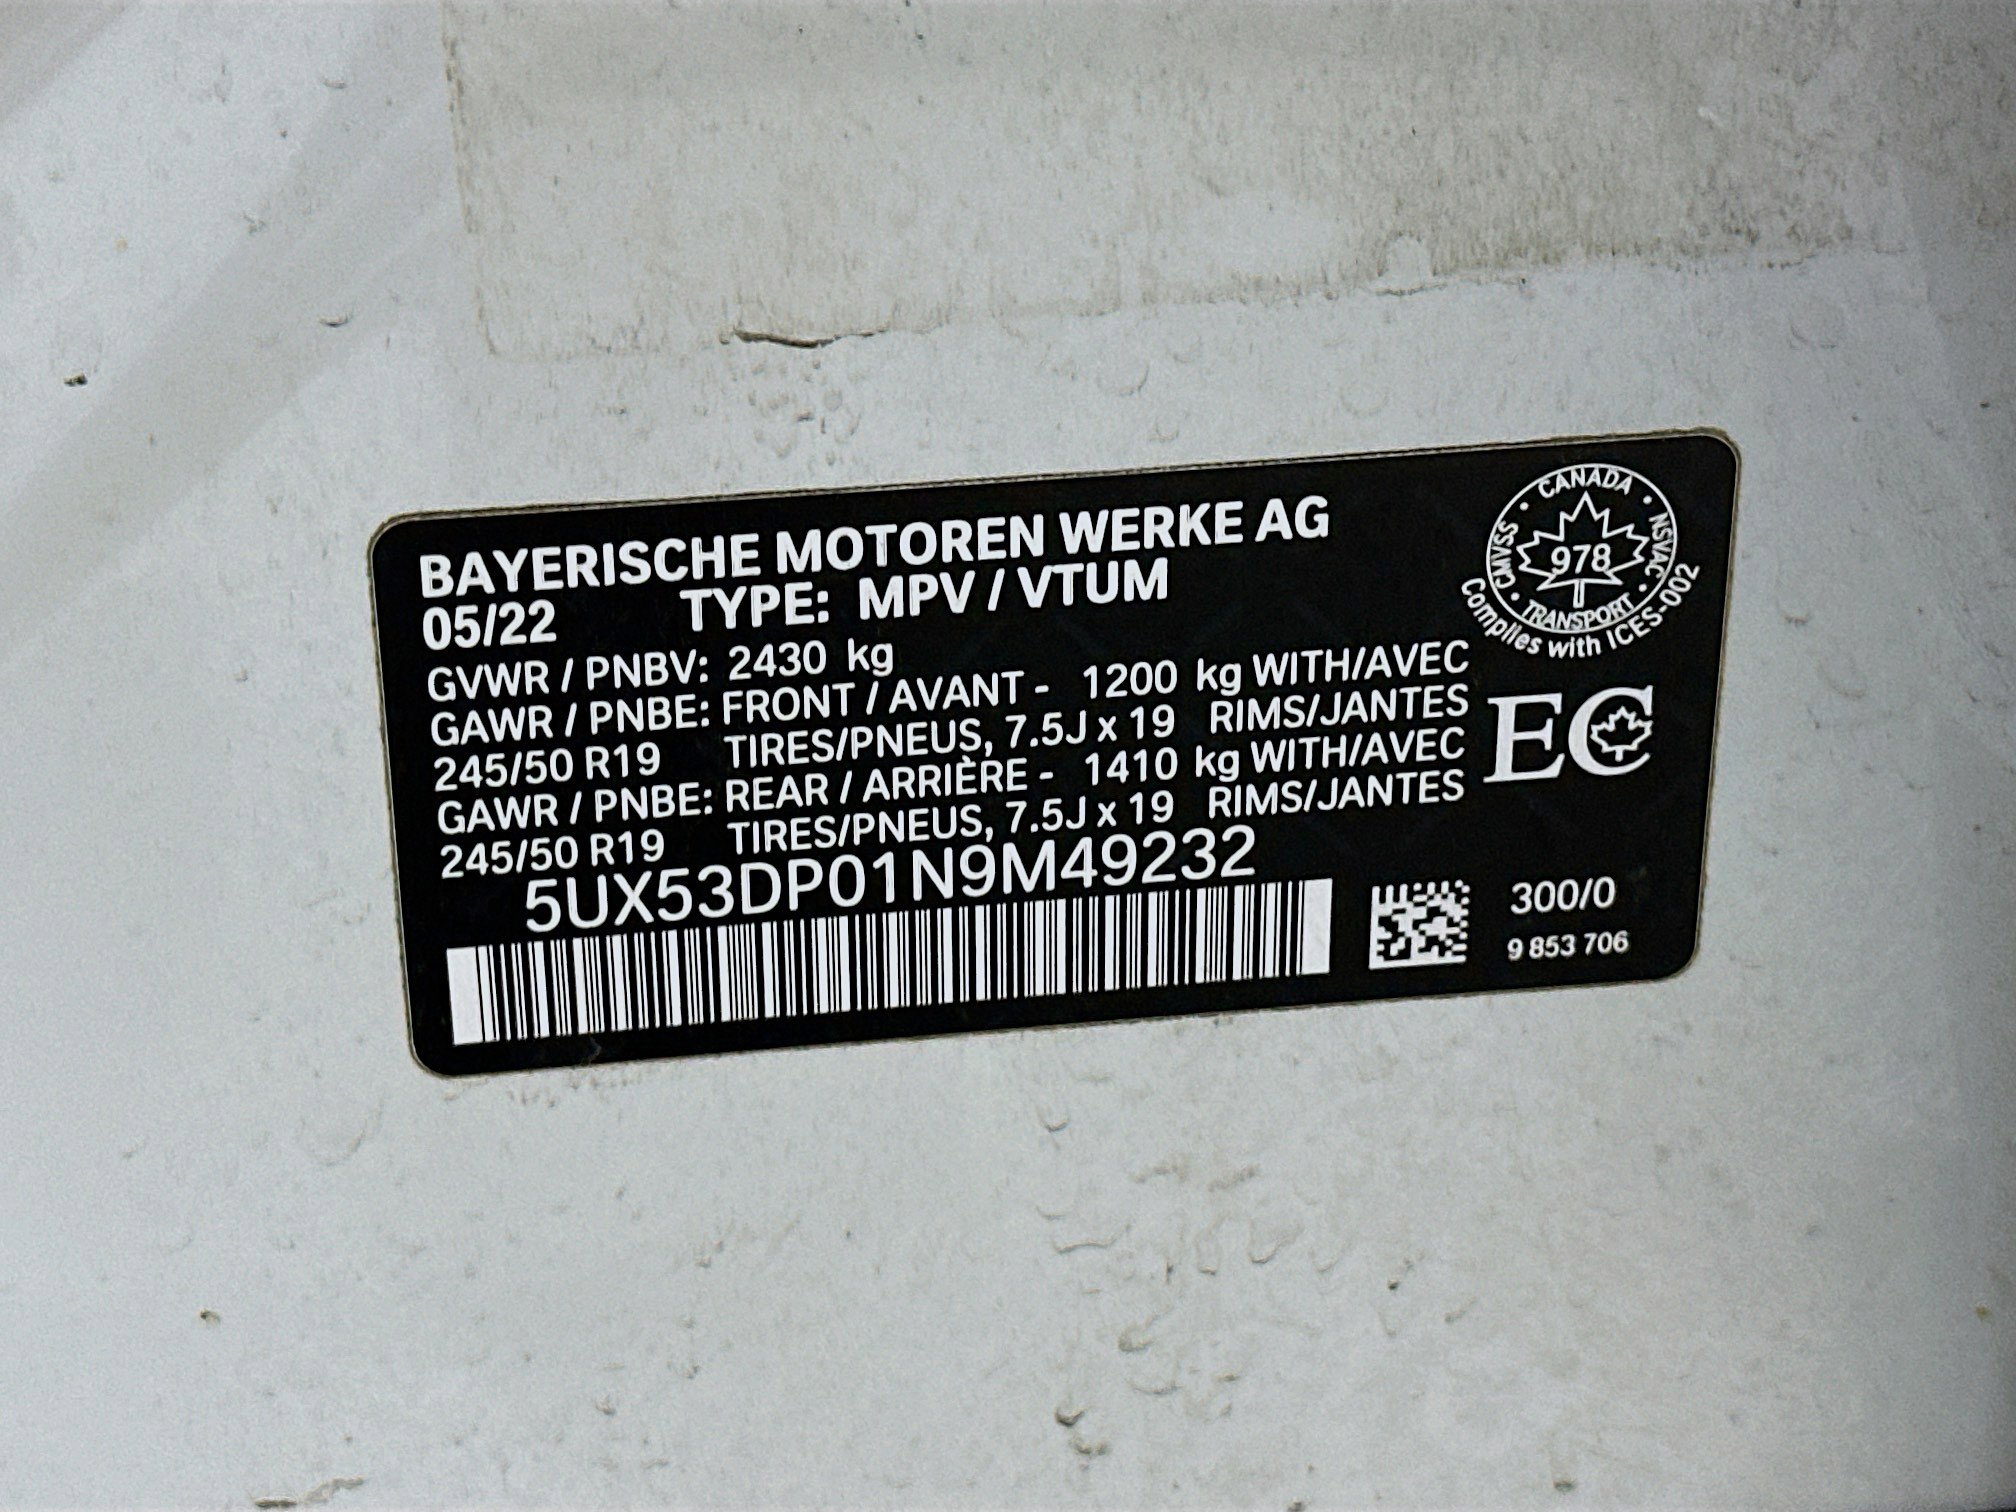 BAYERISCHE MOTOREN WERKE AG
05/22 TYPE: MPV / VTUM
GVWR / PNBV: 2430 kg
GAWR / PNBE: FRONT / AVANT - 1200 kg WITH/AVEC
245/50 R19 TIRES/PNEUS, 7.5J x 19 RIMS/JANTES
GAWR / PNBE: REAR / ARRIÈRE - 1410 kg WITH/AVEC
245/50 R19 TIRES/PNEUS, 7.5J x 19 RIMS/JANTES
5UX53DP01N9M49232
CANADA
CMVSS
978
NSVAC
TRANSPORT
Complies with ICES-002
EC
300/0
9 853 706